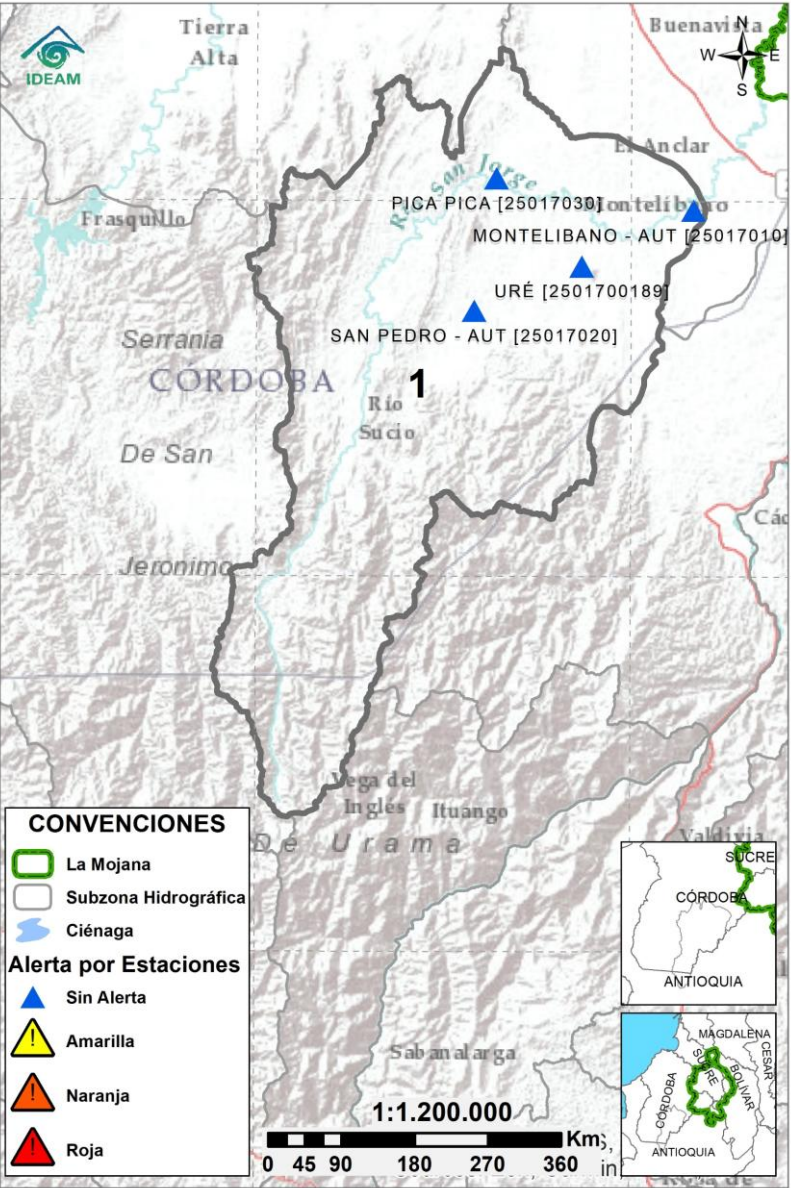 Tierra
Alta
Buenavista
IDEAM
N
W
E
S
El Anclar
Río San Jorge
PICA PICA [25017030]
Montelíbano
Frasquillo
MONTELIBANO - AUT [25017010]
URÉ [2501700189]
Serrania
SAN PEDRO - AUT [25017020]
CÓRDOBA
1
Río
Sucio
De San
Jeronimo
Vega del
Inglés
Ituango
De Urama
Valdivia
Sabanalarga
CONVENCIONES
La Mojana
Subzona Hidrográfica
Ciénaga
Alerta por Estaciones
Sin Alerta
Amarilla
Naranja
Roja
SUCRE
CÓRDOBA
ANTIOQUIA
MAGDALENA
CESAR
SUCRE
BOLÍVAR
CÓRDOBA
ANTIOQUIA
1:1.200.000
Km
0 45 90 180 270 360